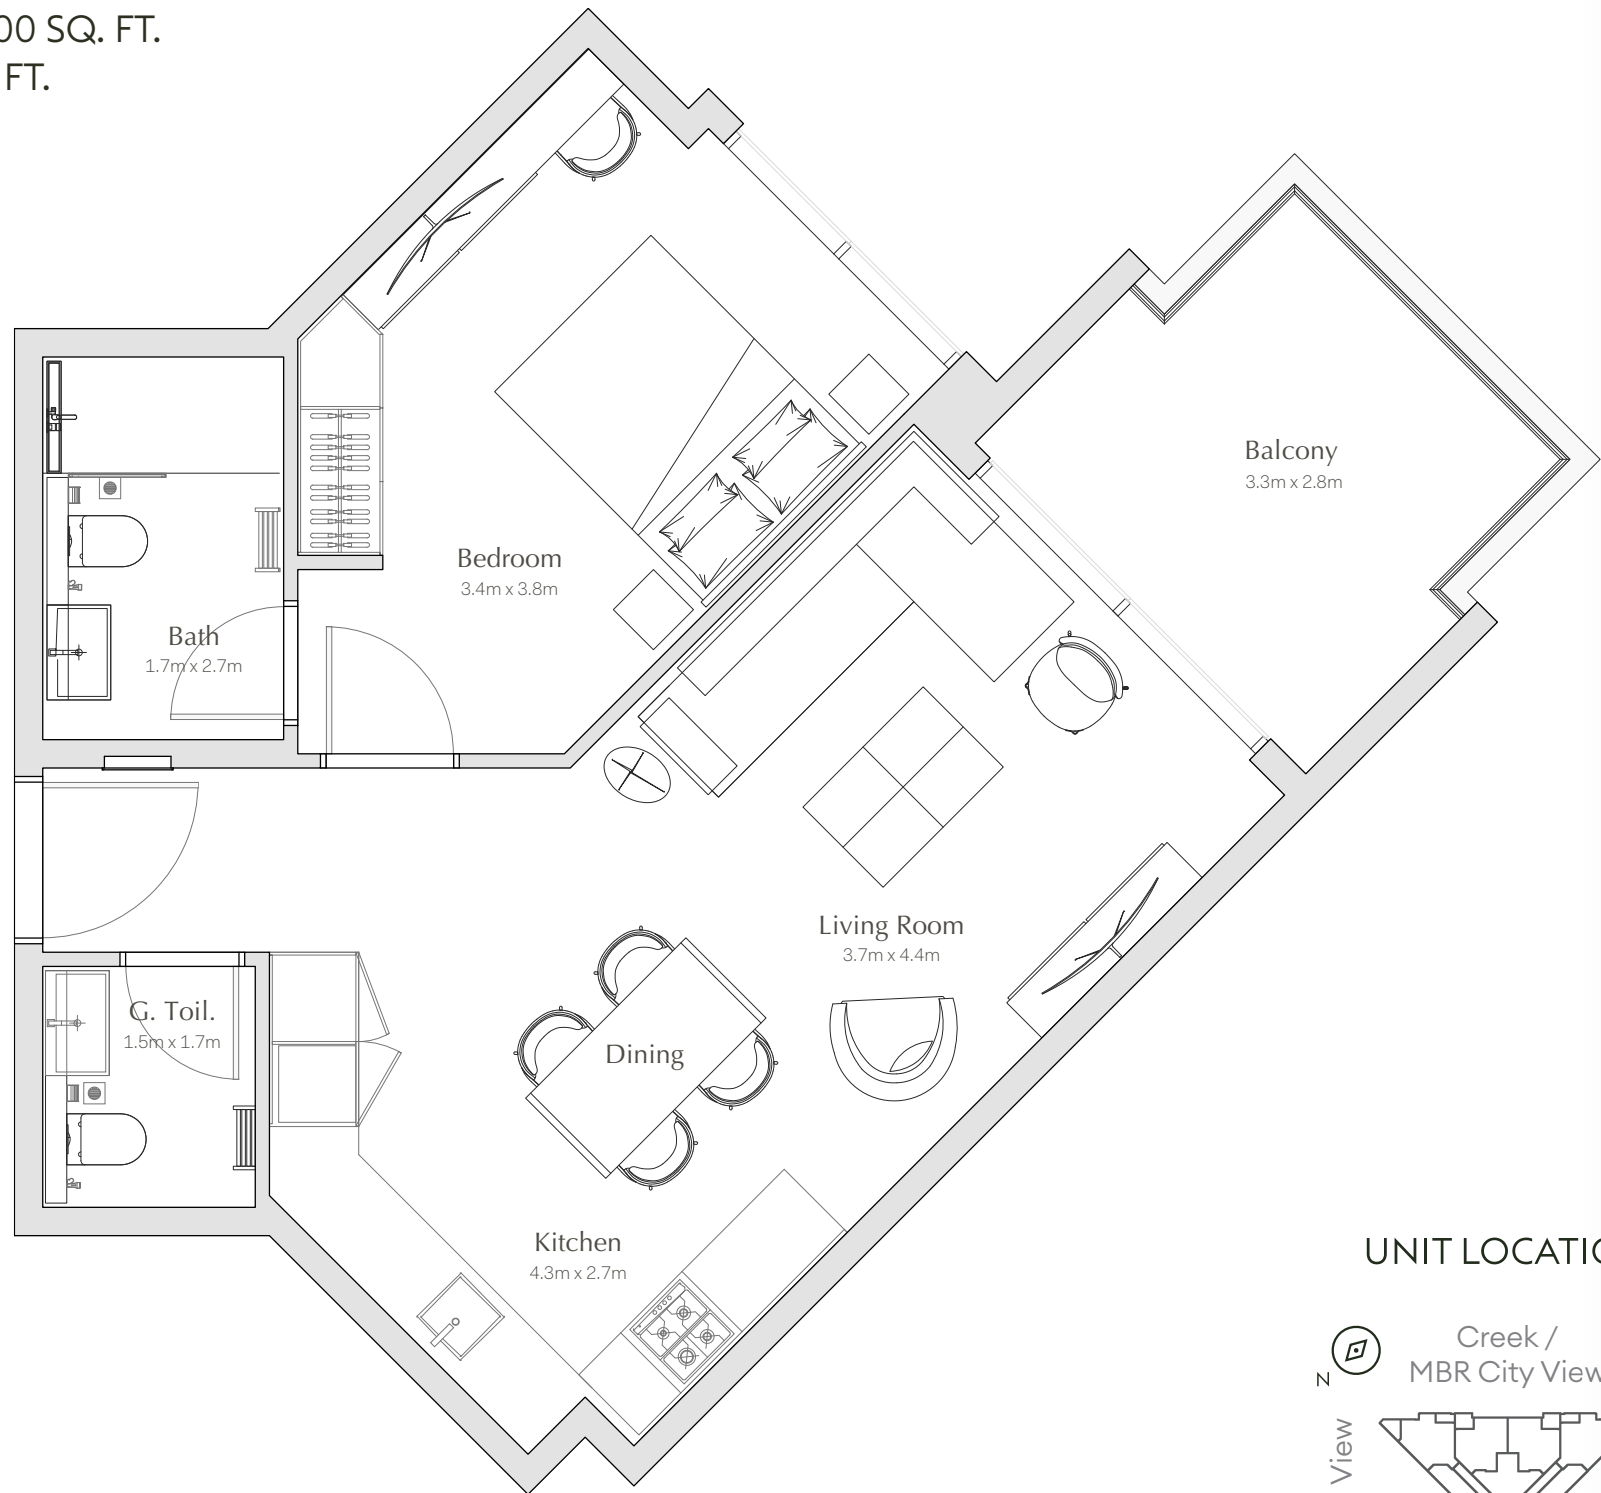 00 SQ. FT.
FT.
Balcony
3.3m x 2.8m
Bedroom
3.4m x 3.8m
Bath
1.7m x 2.7m
Living Room
3.7m x 4.4m
G. Toil.
1.5m x 1.7m
Dining
Kitchen
4.3m x 2.7m
UNIT LOCATIO
Creek /
N
MBR City View
View